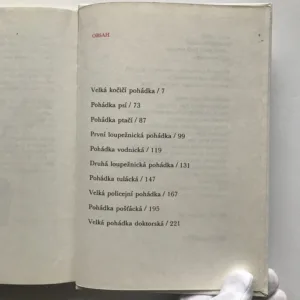 OBSAH
Velká kočičí pohádka / 7
Pohádka psí / 73
Pohádka ptačí / 87
První loupežnická pohádka / 99
Pohádka vodnická / 119
Druhá loupežnická pohádka / 131
Pohádka tulácká / 147
Velká policejní pohádka / 167
Pohádka pošťácká / 195
Velká pohádka doktorská / 221